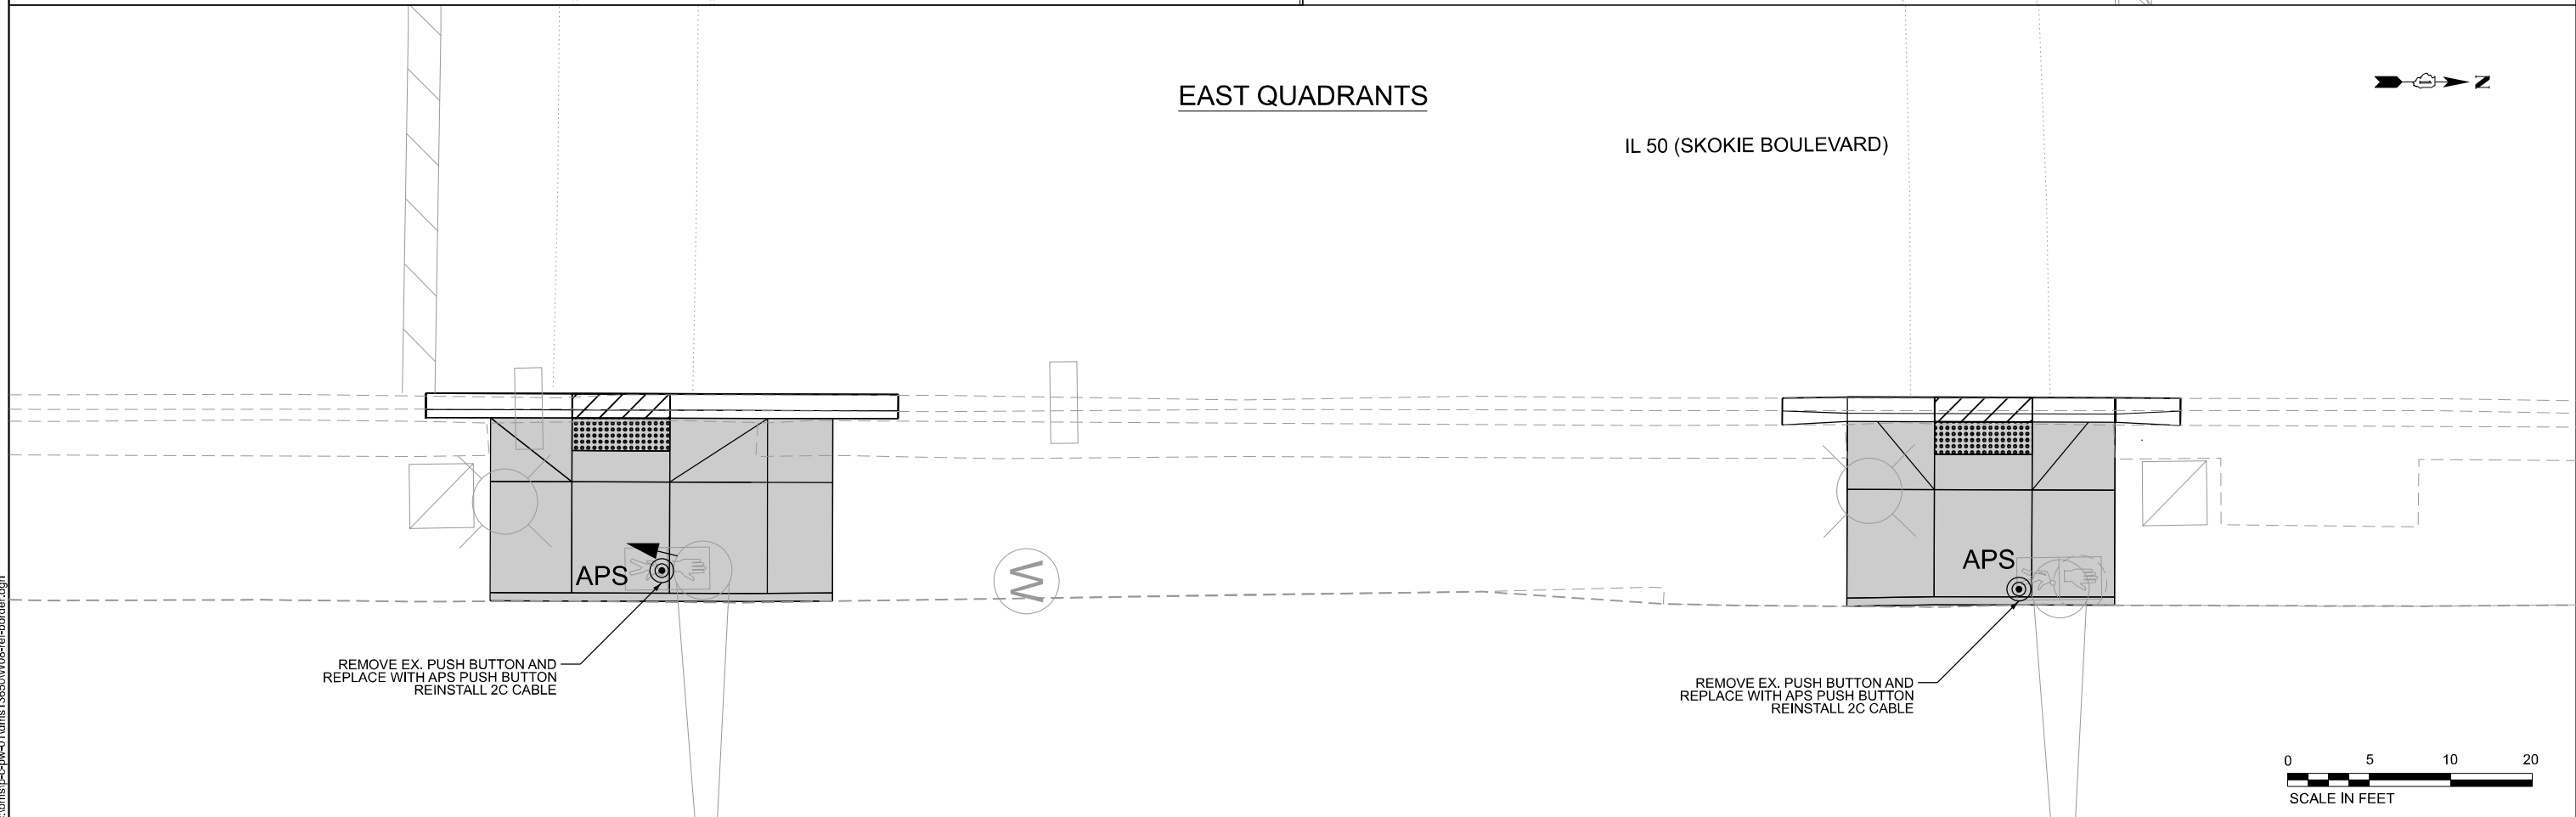 EAST QUADRANTS
N
IL 50 (SKOKIE BOULEVARD)
APS
APS
W
REMOVE EX. PUSH BUTTON AND
REPLACE WITH APS PUSH BUTTON
REINSTALL 2C CABLE
REMOVE EX. PUSH BUTTON AND
REPLACE WITH APS PUSH BUTTON
REINSTALL 2C CABLE
0 5 10 20
SCALE IN FEET